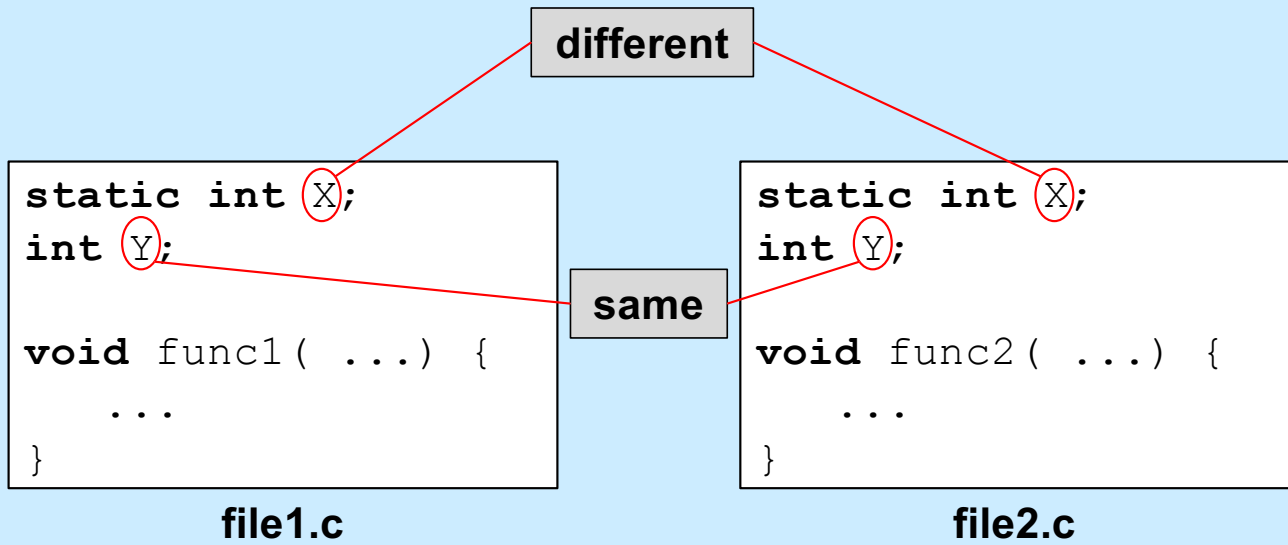 different
static int X;
int Y;
void func1( ...) {
...
}
file1.c
same
static int X;
int Y;
void func2( ...) {
...
}
file2.c